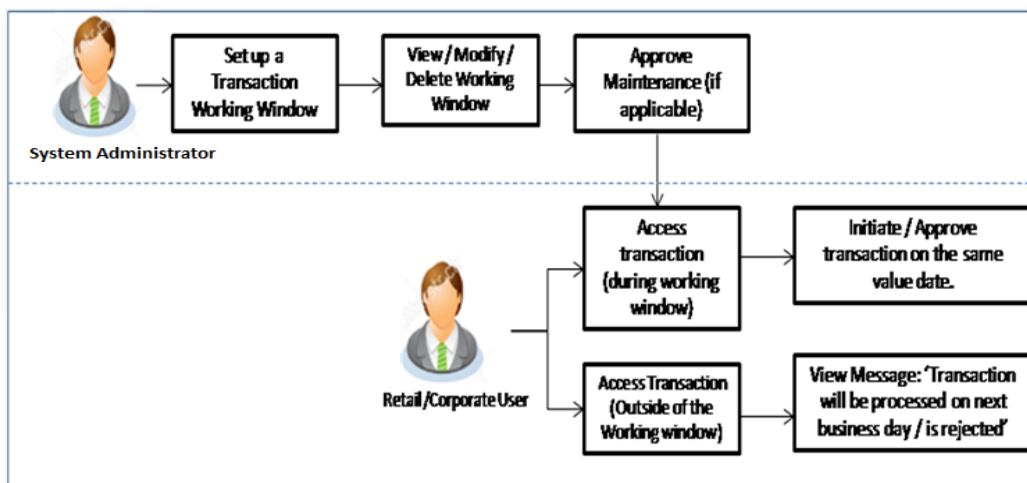 Set up a
Transaction
Working Window
View / Modify /
Delete Working
Window
Approve
Maintenance (if
applicable)
System Administrator
Access
transaction
(during working
window)
Initiate / Approve
transaction on the same
value date.
Retail /Corporate User
Access Transaction
(Outside of the
Working window)
View Message: ‘Transaction
will be processed on next
business day / is rejected’